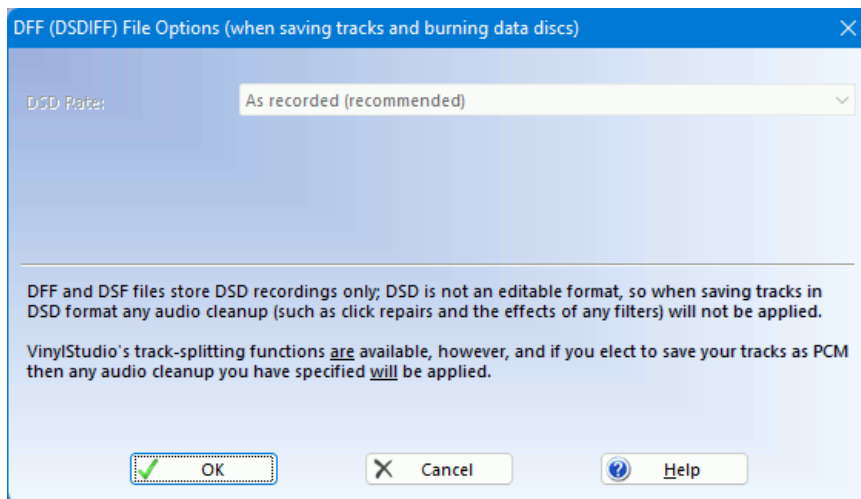 DFF (DSDIFF) File Options (when saving tracks and burning data discs)
DSD Rate:
As recorded (recommended)
DFF and DSF files store DSD recordings only; DSD is not an editable format, so when saving tracks in
DSD format any audio cleanup (such as click repairs and the effects of any filters) will not be applied.
VinylStudio's track-splitting functions are available, however, and if you elect to save your tracks as PCM
then any audio cleanup you have specified will be applied.
OK
Cancel
Help